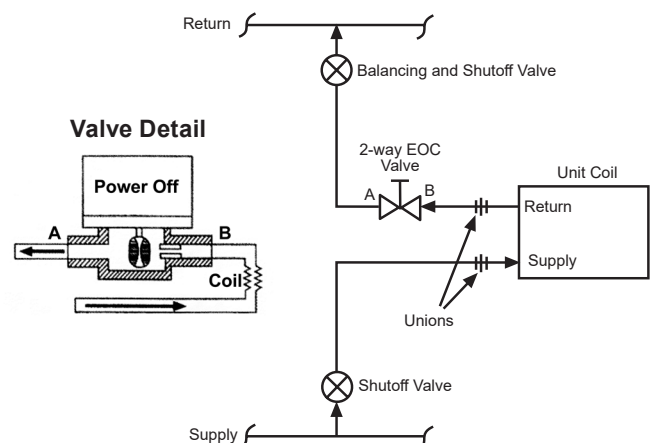 Return
Balancing and Shutoff Valve
Valve Detail
2-way EOC
Valve
Unit Coil
Power Off
A
B
Return
A
B
Supply
Coil
Unions
Shutoff Valve
Supply